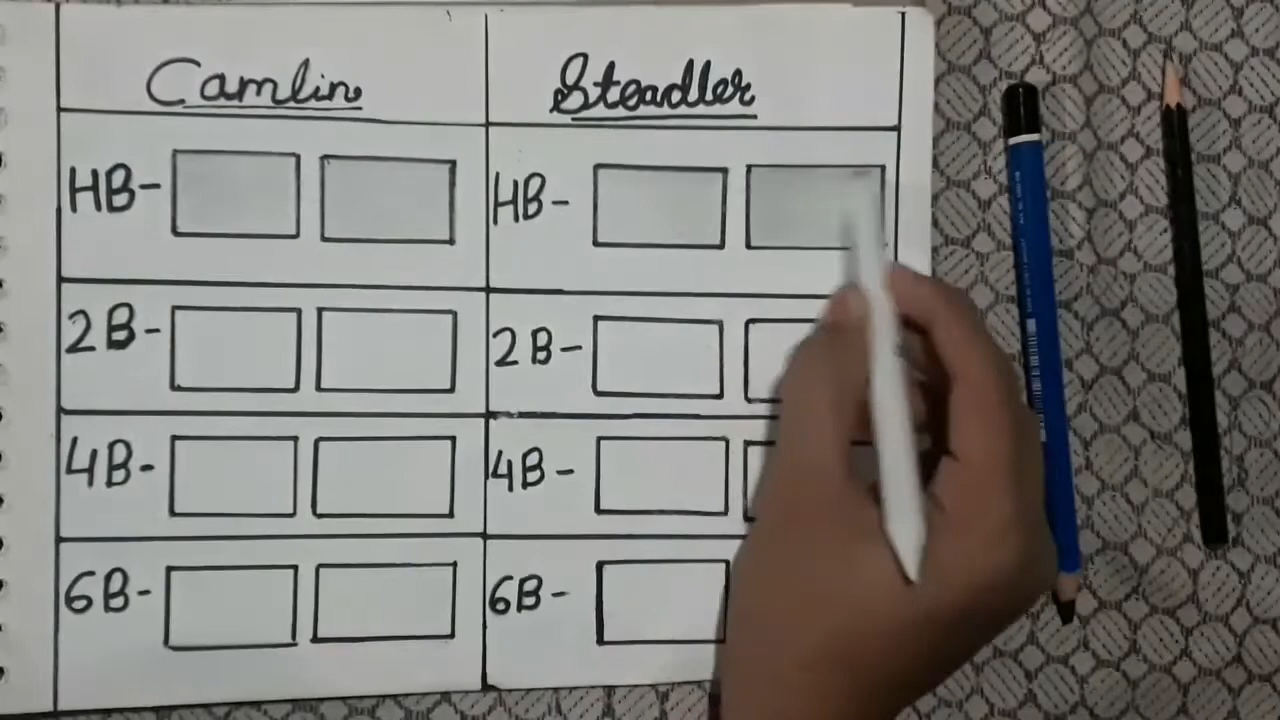 Camlin Steadler
HB- HB-
2B- 2B-
4B- 4B-
6B- 6B-